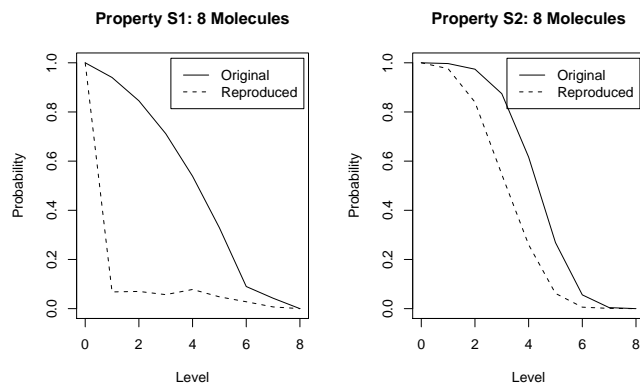 Property S1: 8 Molecules
Original
Reproduced
Probability
0.0
0.2
0.4
0.6
0.8
1.0
0
2
4
6
8
Level
Property S2: 8 Molecules
Original
Reproduced
Probability
0.0
0.2
0.4
0.6
0.8
1.0
0
2
4
6
8
Level